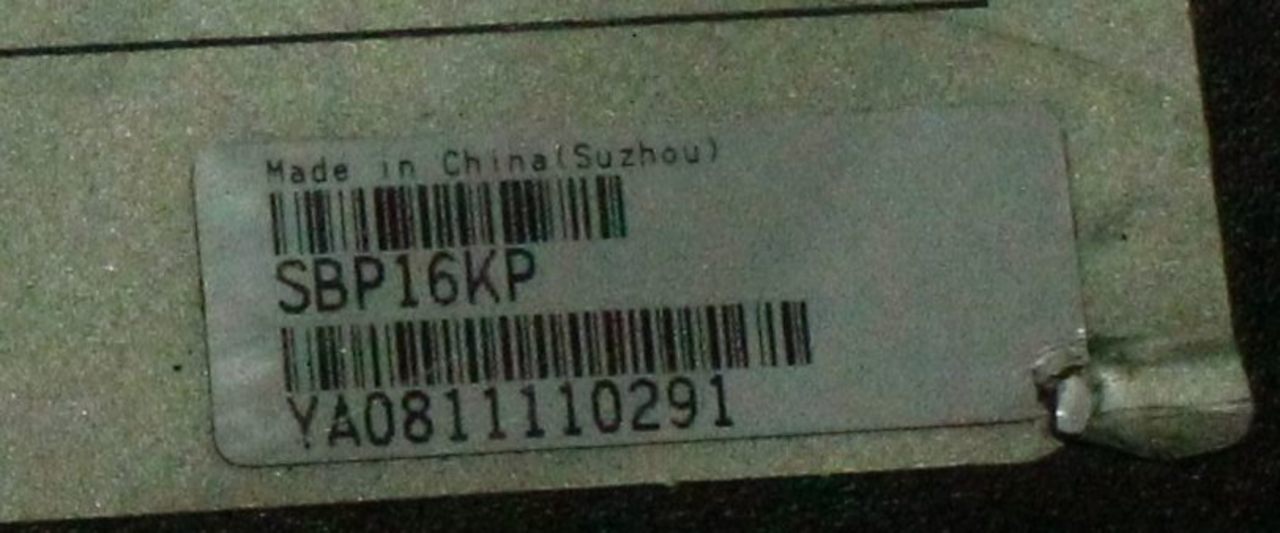 Made in China(Suzhou)
SBP16KP
YA0811110291